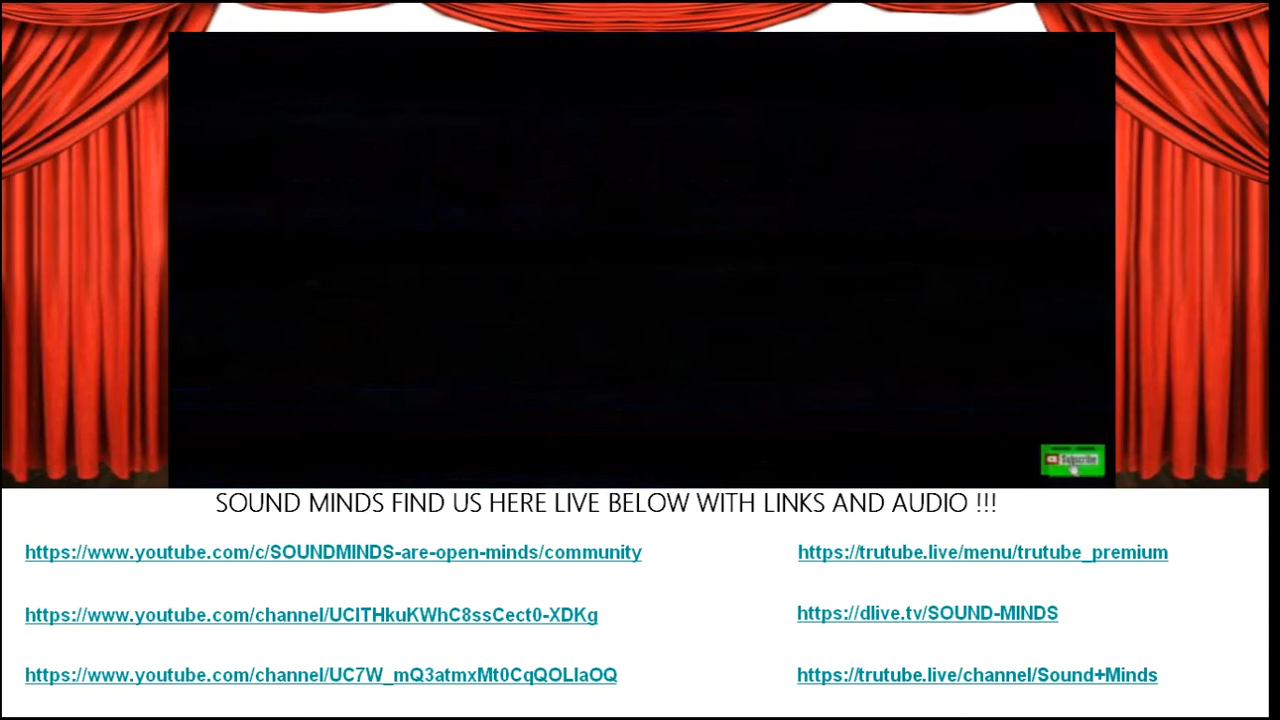 Subscribe
SOUND MINDS FIND US HERE LIVE BELOW WITH LINKS AND AUDIO !!!
https://www.youtube.com/c/SOUNDMINDS-are-open-minds/community
https://trutube.live/menu/trutube_premium
https://www.youtube.com/channel/UCITHkuKWhC8ssCect0-XDKg
https://dlive.tv/SOUND-MINDS
https://www.youtube.com/channel/UC7W_mQ3atmxMt0CqQOLIaOQ
https://trutube.live/channel/Sound+Minds